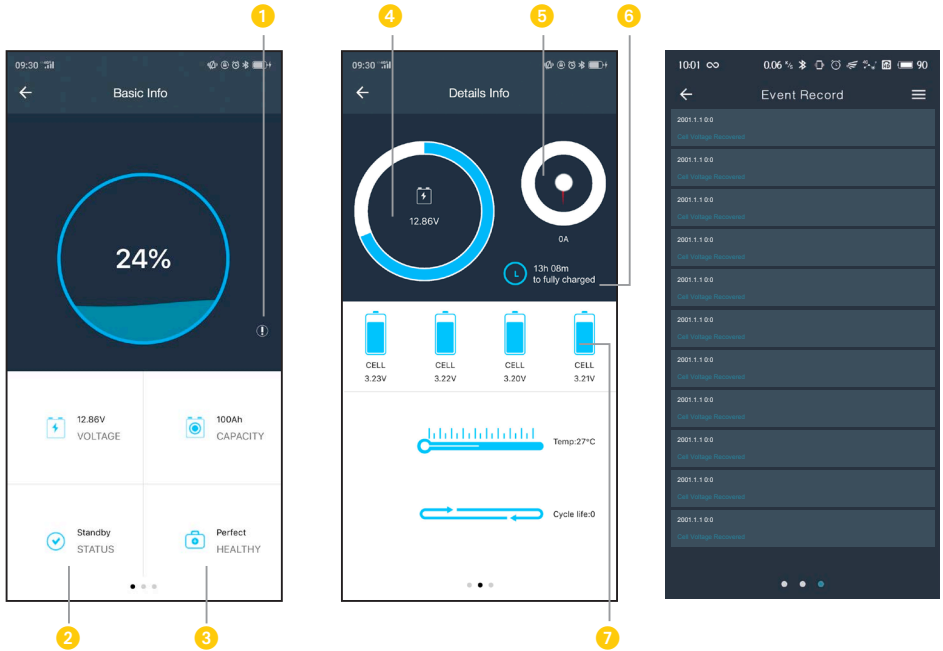 1
4
5
6
09:30
Basic Info
24%
12.86V
VOLTAGE
100Ah
CAPACITY
Standby
STATUS
Perfect
HEALTHY
2
3
09:30
Details Info
12.86V
0A
13h 08m
to fully charged
CELL
3.23V
CELL
3.22V
CELL
3.20V
CELL
3.21V
Temp:27°C
Cycle life:0
7
10:01
0.06
90
Event Record
2001.1.1 0:0
Cell Voltage Recovered
2001.1.1 0:0
Cell Voltage Recovered
2001.1.1 0:0
Cell Voltage Recovered
2001.1.1 0:0
Cell Voltage Recovered
2001.1.1 0:0
Cell Voltage Recovered
2001.1.1 0:0
Cell Voltage Recovered
2001.1.1 0:0
Cell Voltage Recovered
2001.1.1 0:0
Cell Voltage Recovered
2001.1.1 0:0
Cell Voltage Recovered
2001.1.1 0:0
Cell Voltage Recovered
2001.1.1 0:0
Cell Voltage Recovered